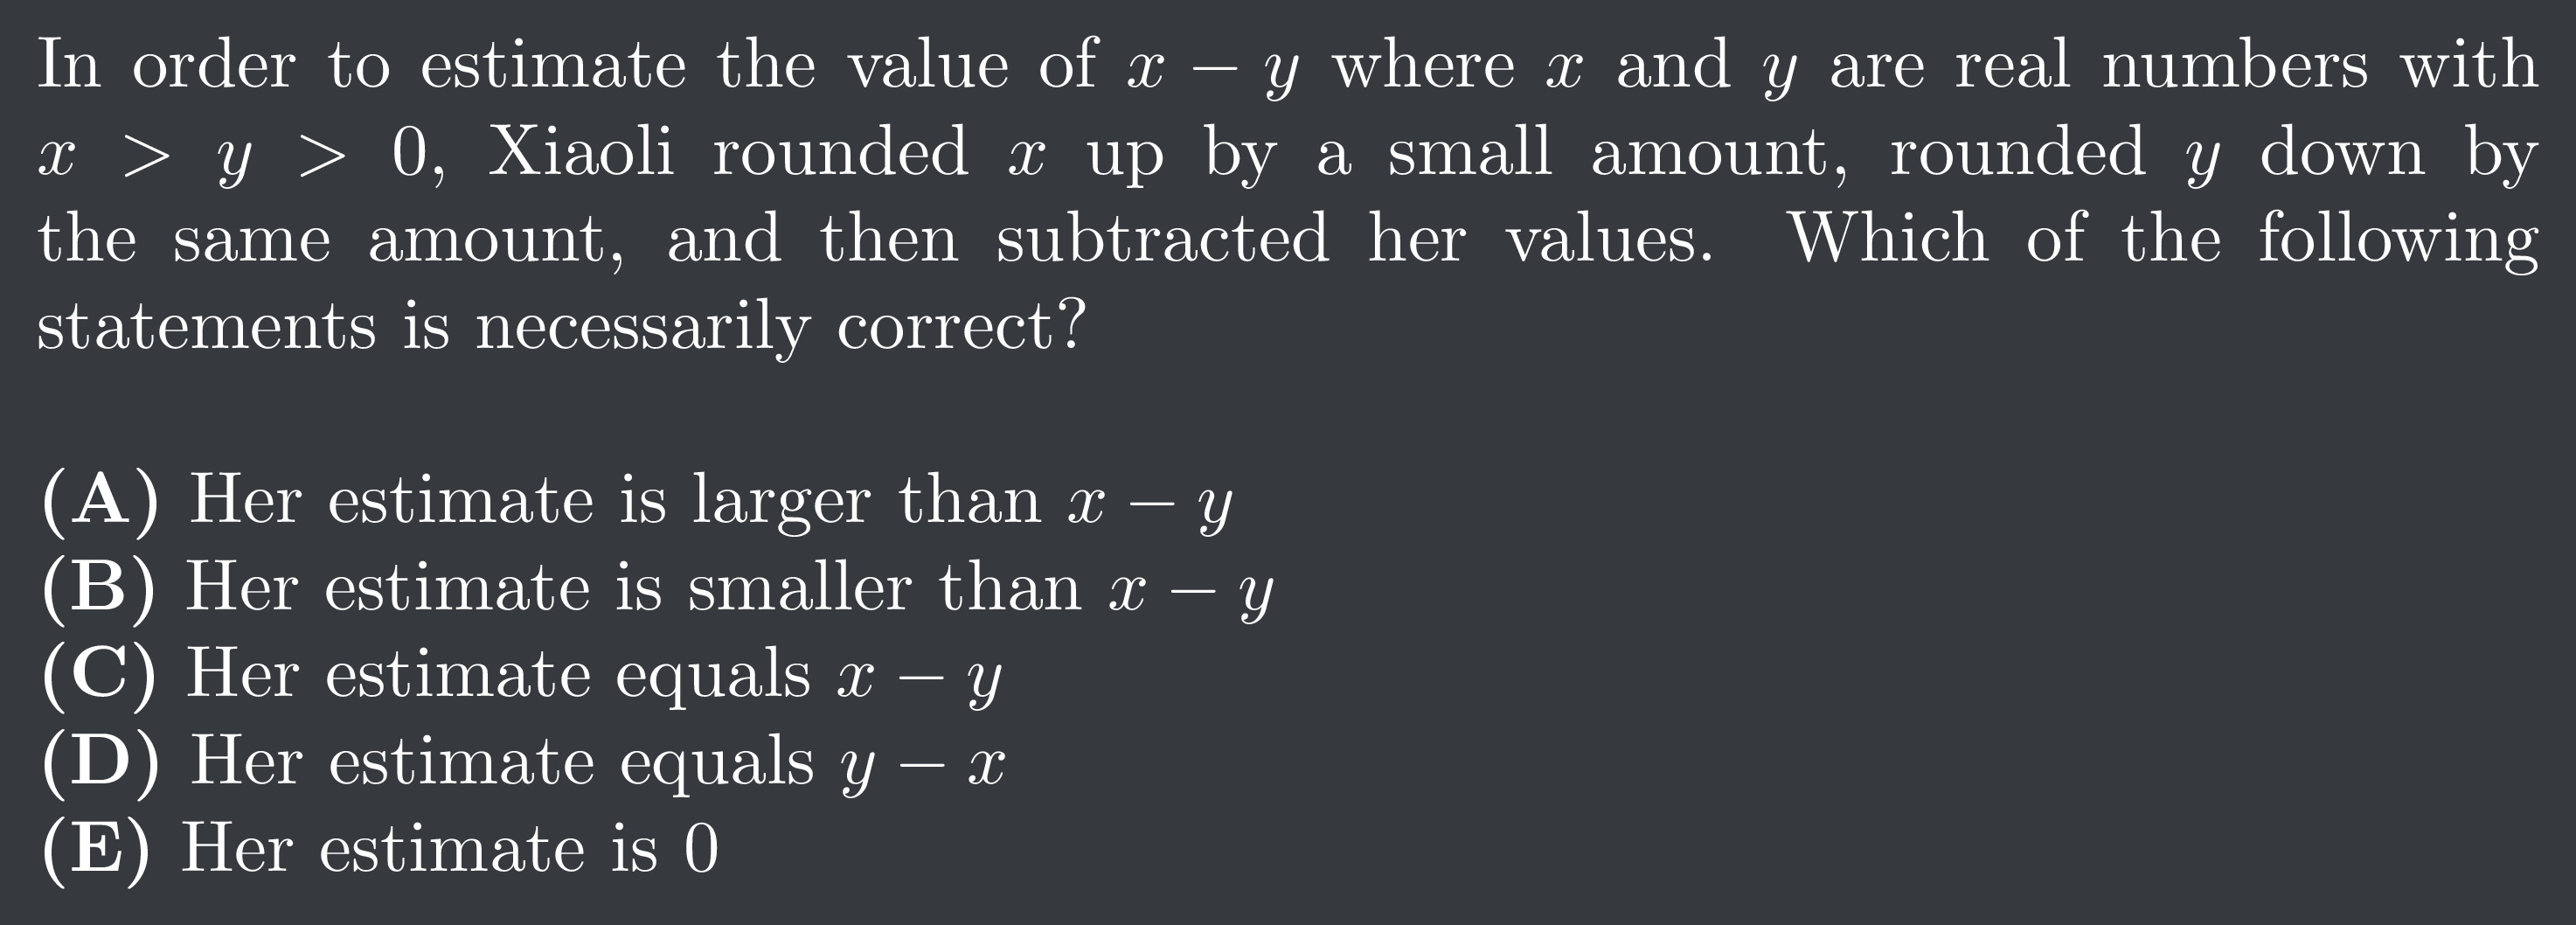 In order to estimate the value of x − y where x and y are real numbers with
x > y > 0, Xiaoli rounded x up by a small amount, rounded y down by
the same amount, and then subtracted her values. Which of the following
statements is necessarily correct?
(A) Her estimate is larger than x − y
(B) Her estimate is smaller than x − y
(C) Her estimate equals x − y
(D) Her estimate equals y − x
(E) Her estimate is 0